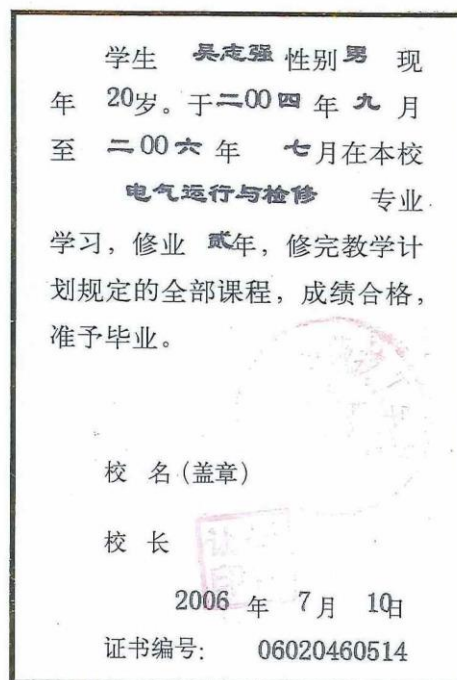 学生 吴志强 性别 男 现
年 20岁。于二00四年 九 月
至 二00六年 七月在本校
电气运行与检修 专业
学习，修业 贰年，修完教学计
划规定的全部课程，成绩合格，
准予毕业。
校 名（盖章）
校 长
2006 年 7月 10日
证书编号： 06020460514